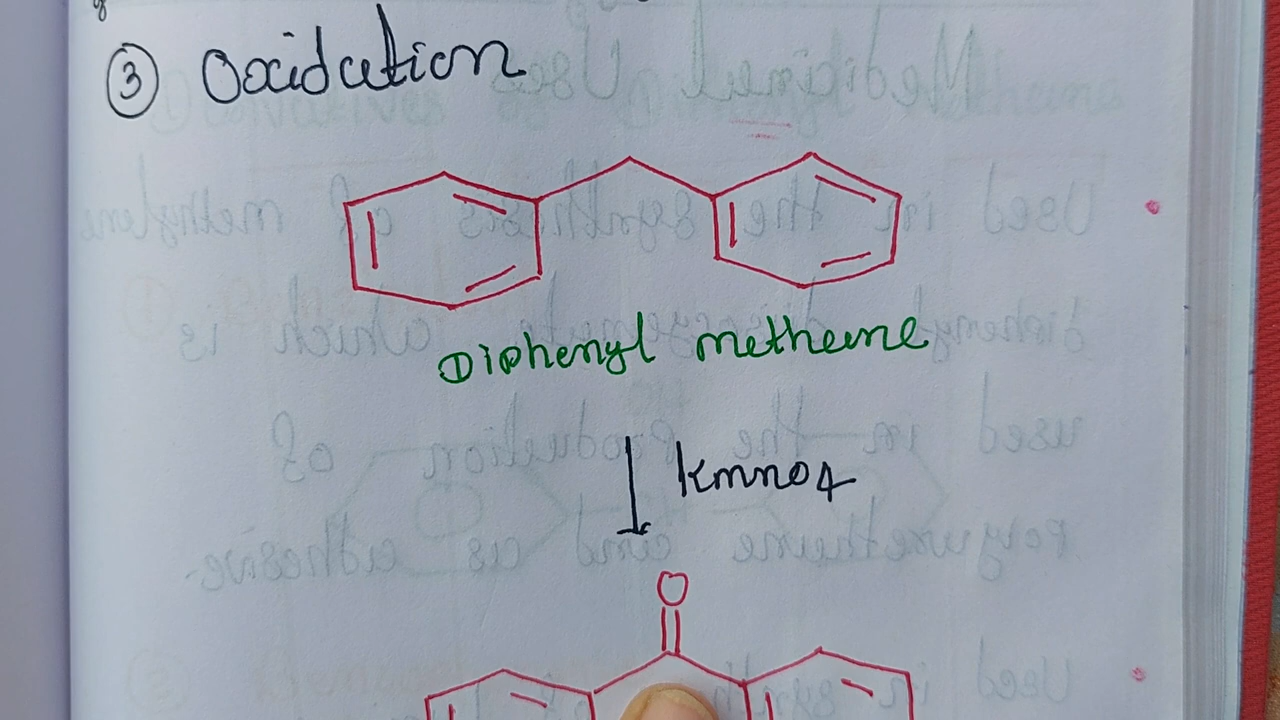 ③ Oxidation
Diphenyl methane
Kmno4
O